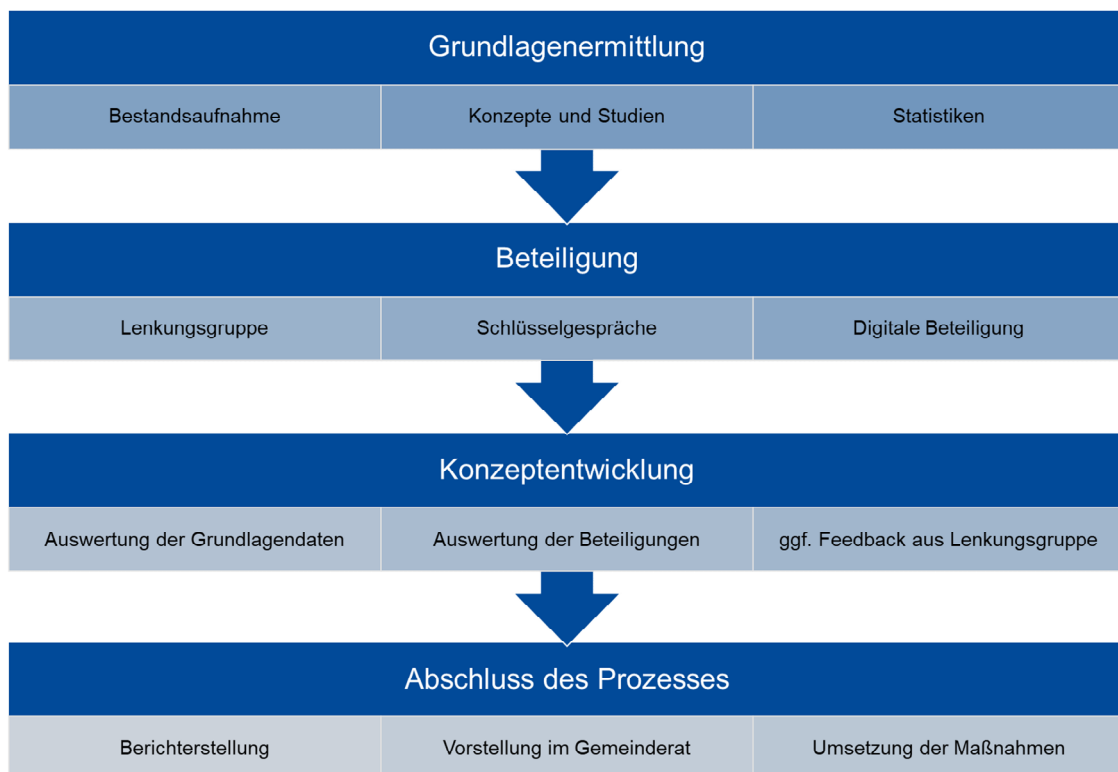 Grundlagenermittlung
Bestandsaufnahme
Konzepte und Studien
Statistiken
Beteiligung
Lenkungsgruppe
Schlüsselgespräche
Digitale Beteiligung
Konzeptentwicklung
Auswertung der Grundlagendaten
Auswertung der Beteiligungen
ggf. Feedback aus Lenkungsgruppe
Abschluss des Prozesses
Berichterstellung
Vorstellung im Gemeinderat
Umsetzung der Maßnahmen